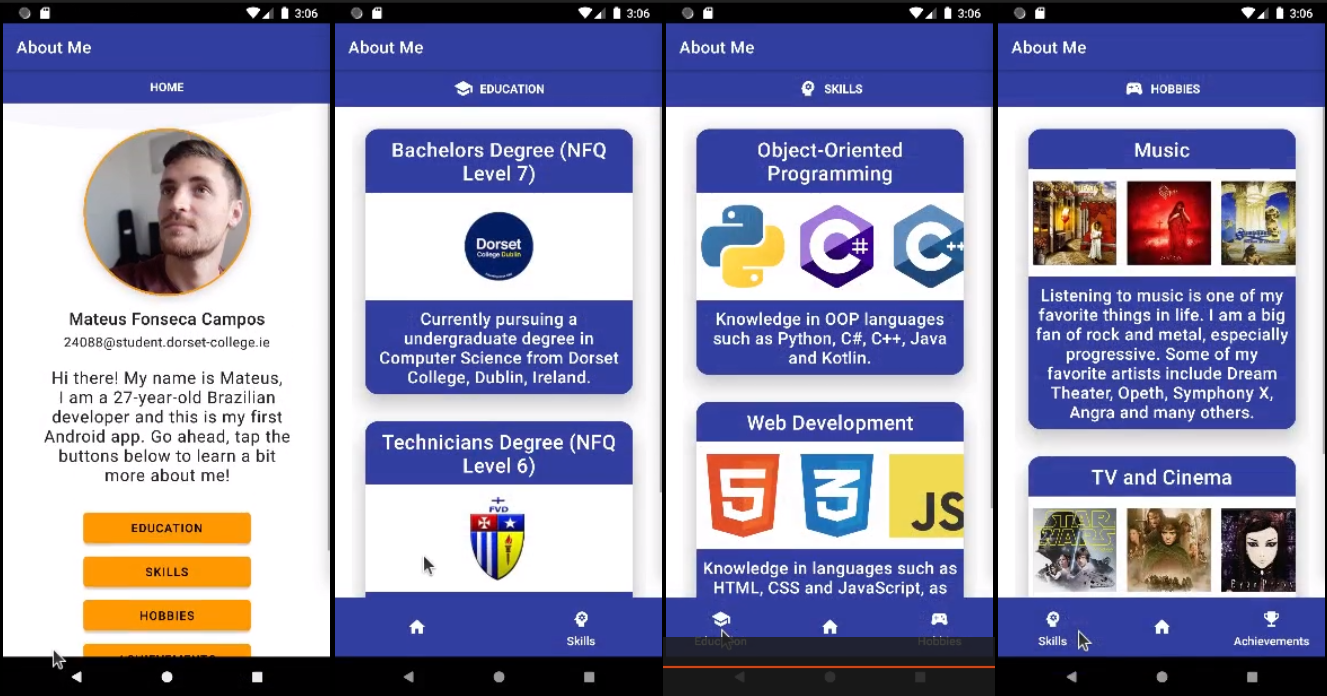 3:06
About Me
HOME
Mateus Fonseca Campos
24088@student.dorset-college.ie
Hi there! My name is Mateus,
I am a 27-year-old Brazilian
developer and this is my first
Android app. Go ahead, tap the
buttons below to learn a bit
more about me!
EDUCATION
SKILLS
HOBBIES
ACHIEVEMENTS
3:06
About Me
EDUCATION
Bachelors Degree (NFQ
Level 7)
Dorset
College Dublin
Currently pursuing a
undergraduate degree in
Computer Science from Dorset
College, Dublin, Ireland.
Technicians Degree (NFQ
Level 6)
FVD
Skills
3:06
About Me
SKILLS
Object-Oriented
Programming
C# C++
Knowledge in OOP languages
such as Python, C#, C++, Java
and Kotlin.
Web Development
5 3 JS
Knowledge in languages such as
HTML, CSS and JavaScript, as
Education
Hobbies
3:06
About Me
HOBBIES
Music
Listening to music is one of my
favorite things in life. I am a big
fan of rock and metal, especially
progressive. Some of my
favorite artists include Dream
Theater, Opeth, Symphony X,
Angra and many others.
TV and Cinema
STAR
WARS
Skills
Achievements